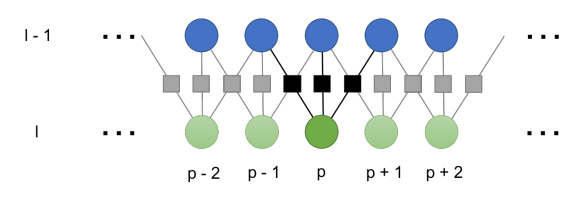 l - 1
... ...
l
... ...
p - 2 p - 1 p p + 1 p + 2